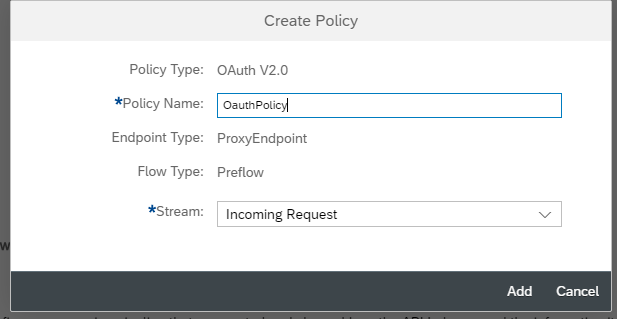 Create Policy
Policy Type: OAuth V2.0
*Policy Name: OauthPolicy
Endpoint Type: ProxyEndpoint
Flow Type: Preflow
*Stream: Incoming Request
Add Cancel